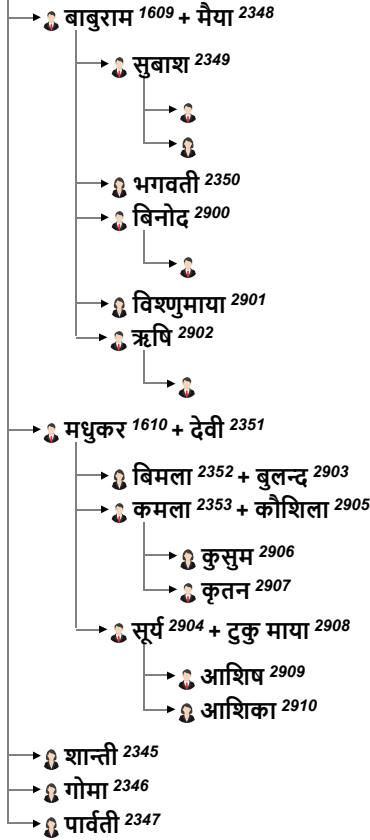 बाबुराम 1609 + मैया 2348
सुबाश 2349
भगवती 2350
बिनोद 2900
विश्णुमाया 2901
ऋषि 2902
मधुकर 1610 + देवी 2351
बिमला 2352 + बुलन्द 2903
कमला 2353 + कौशिला 2905
कुसुम 2906
कृतन 2907
सूर्य 2904 + टुकु माया 2908
आशिष 2909
आशिका 2910
शान्ती 2345
गोमा 2346
पार्वती 2347